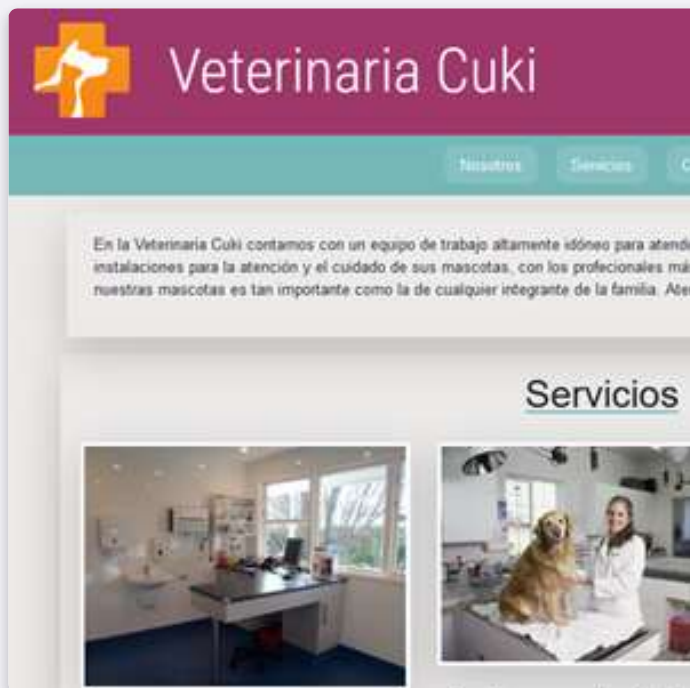 Veterinaria Cuki
Nosotros Servicios
En la Veterinaria Cuki contamos con un equipo de trabajo altamente idóneo para
instalaciones para la atención y el cuidado de sus mascotas, con los profecionales
nuestras mascotas es tan importante como la de cualquier integrante de la familia.
Servicios